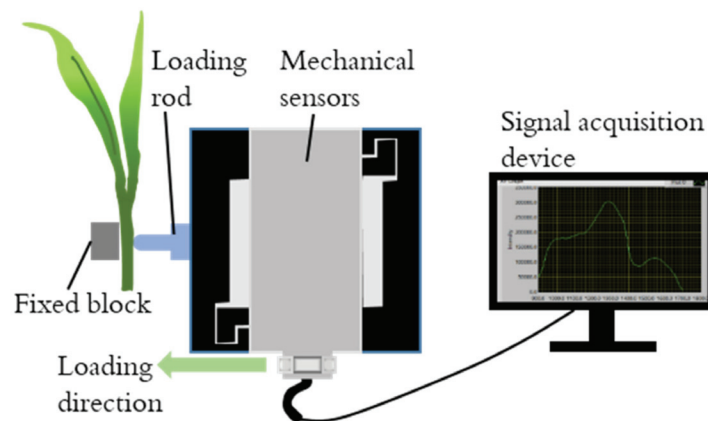 Loading
rod
Mechanical
sensors
Signal acquisition
device
Fixed block
Loading
direction